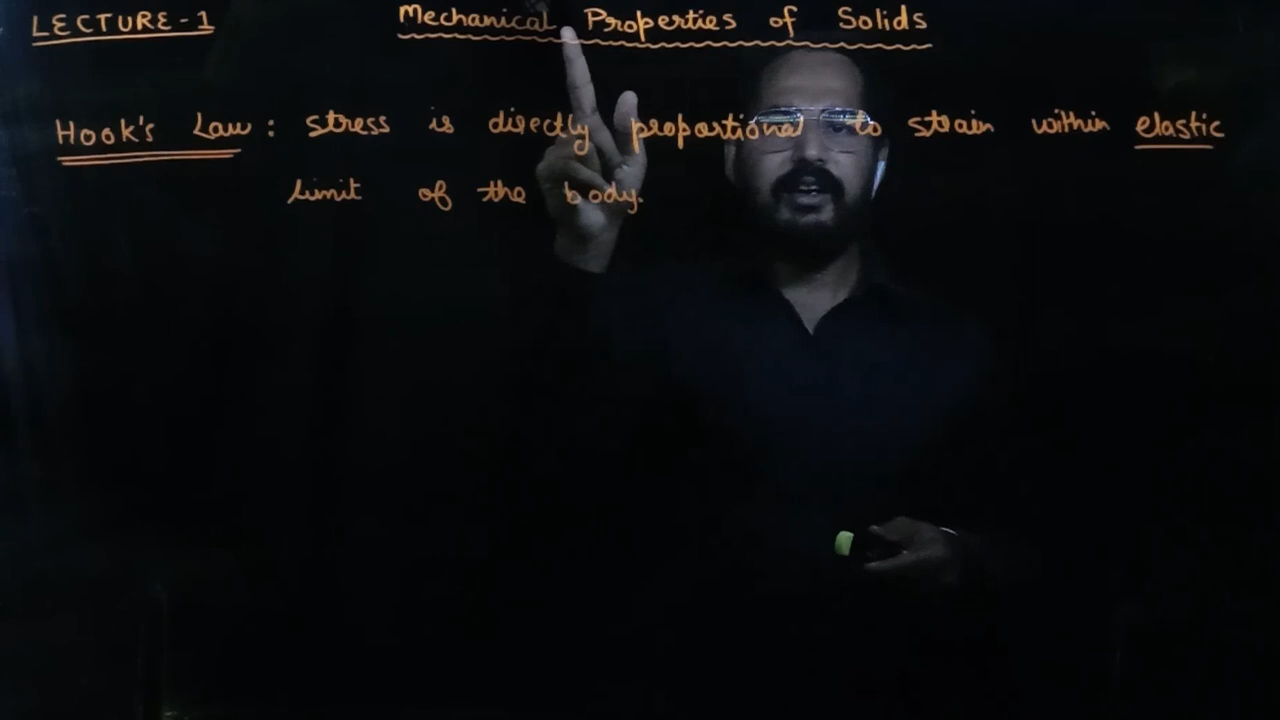 LECTURE-1
Mechanical Properties of Solids
Hook's Law: stress is directly proportional to strain within elastic
limit of the body.